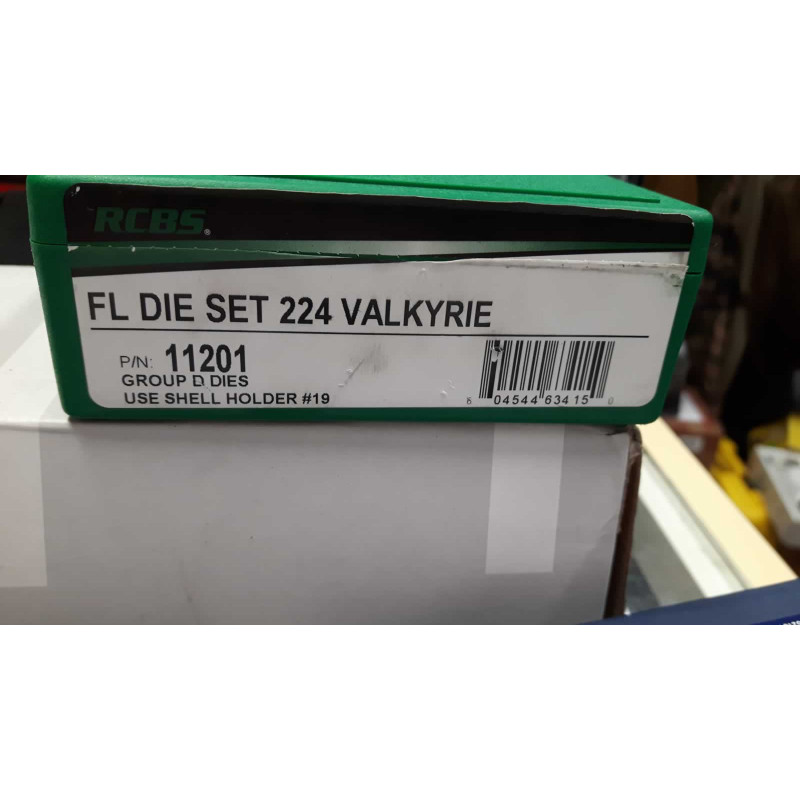 RCBS.
FL DIE SET 224 VALKYRIE
P/N: 11201
GROUP D DIES
USE SHELL HOLDER #19
6 04544 63415 0